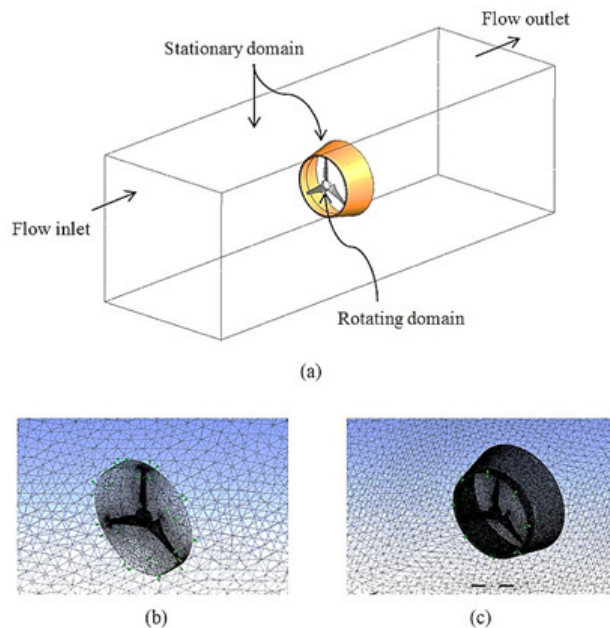 Flow outlet
Stationary domain
Flow inlet
Rotating domain
(a)
(b)
(c)